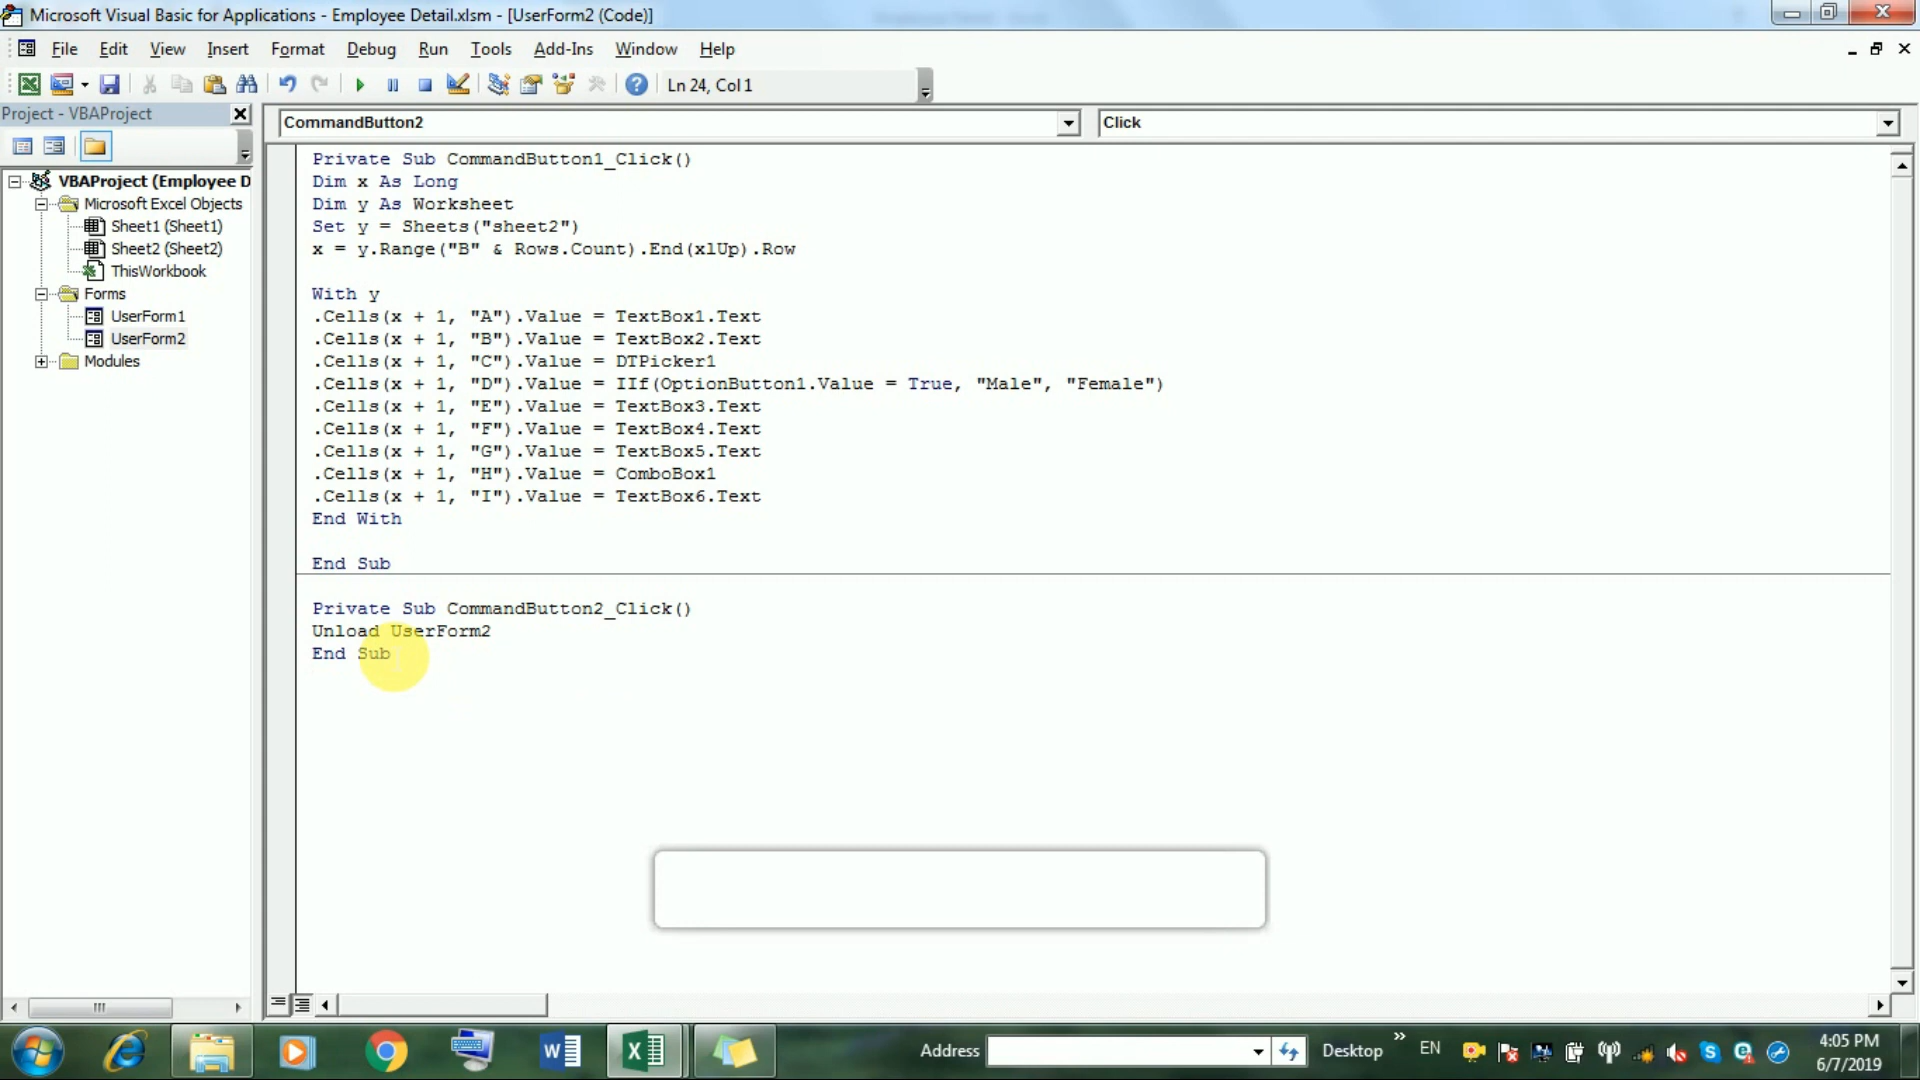 Microsoft Visual Basic for Applications - Employee Detail.xlsm - [UserForm2 (Code)]
File Edit View Insert Format Debug Run Tools Add-Ins Window Help
Ln 24, Col 1
Project - VBAProject
CommandButton2
Click
VBAProject (Employee D
Microsoft Excel Objects
Sheet1 (Sheet1)
Sheet2 (Sheet2)
ThisWorkbook
Forms
UserForm1
UserForm2
Modules
Private Sub CommandButton1_Click()
Dim x As Long
Dim y As Worksheet
Set y = Sheets("sheet2")
x = y.Range("B" & Rows.Count).End(xlUp).Row
With y
.Cells(x + 1, "A").Value = TextBox1.Text
.Cells(x + 1, "B").Value = TextBox2.Text
.Cells(x + 1, "C").Value = DTPicker1
.Cells(x + 1, "D").Value = IIf(OptionButton1.Value = True, "Male", "Female")
.Cells(x + 1, "E").Value = TextBox3.Text
.Cells(x + 1, "F").Value = TextBox4.Text
.Cells(x + 1, "G").Value = TextBox5.Text
.Cells(x + 1, "H").Value = ComboBox1
.Cells(x + 1, "I").Value = TextBox6.Text
End With
End Sub
Private Sub CommandButton2_Click()
Unload UserForm2
End Sub
Address
Desktop
EN
4:05 PM
6/7/2019